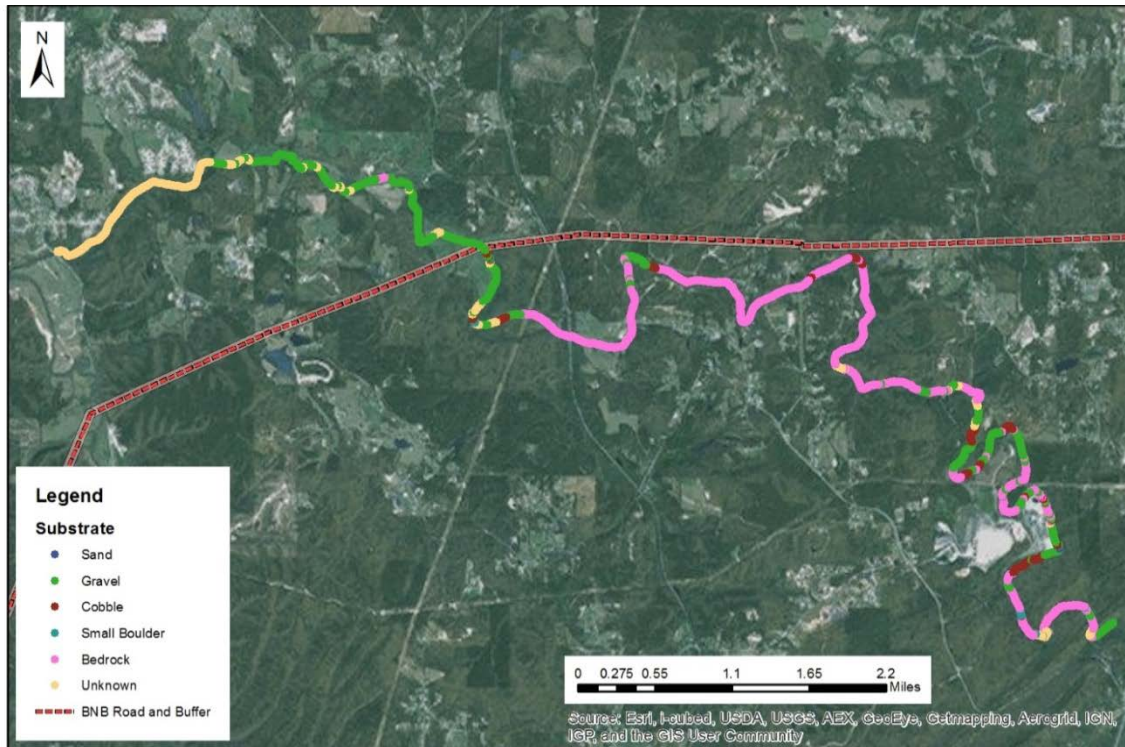 N
Legend
Substrate
Sand
Gravel
Cobble
Small Boulder
Bedrock
Unknown
BNB Road and Buffer
0 0.275 0.55 1.1 1.65 2.2
Miles
Source: Esri, i-cubed, USDA, USGS, AEX, GeoEye, Getmapping, Aerogrid, IGN,
IGP, and the GIS User Community